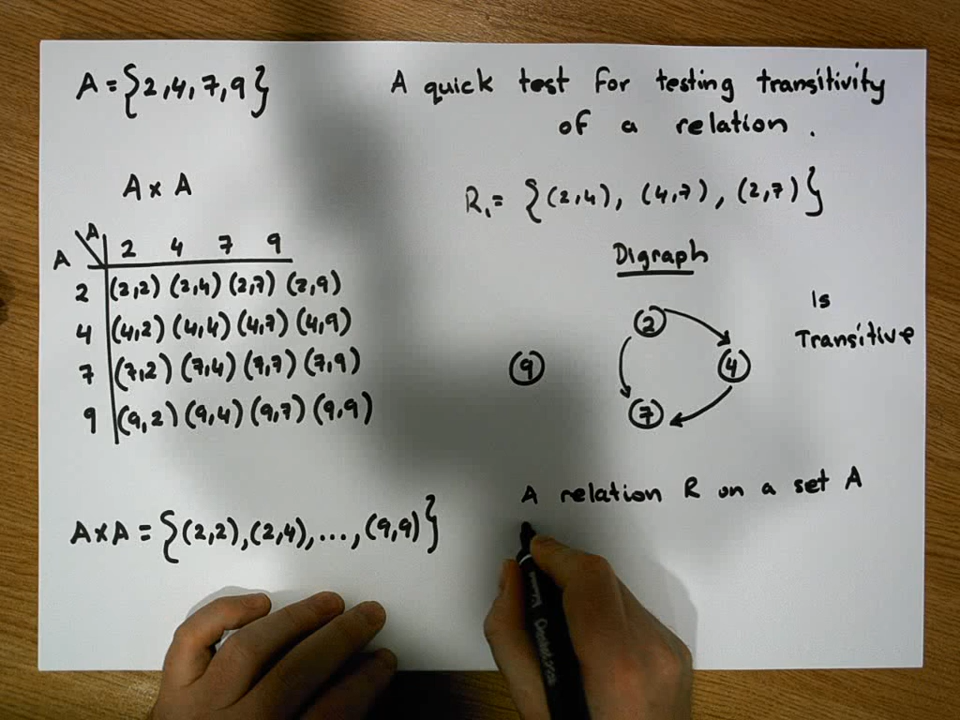 A = {2,4,7,9}
A quick test for testing transitivity
of a relation.
A x A
R₁ = {(2,4), (4,7), (2,7)}
A
A 2 4 7 9
2 (2,2) (2,4) (2,7) (2,9)
4 (4,2) (4,4) (4,7) (4,9)
7 (7,2) (7,4) (7,7) (7,9)
9 (9,2) (9,4) (9,7) (9,9)
A x A = {(2,2),(2,4),...,(9,9)}
Digraph
2
9
4
7
Is
Transitive
A relation R on a set A